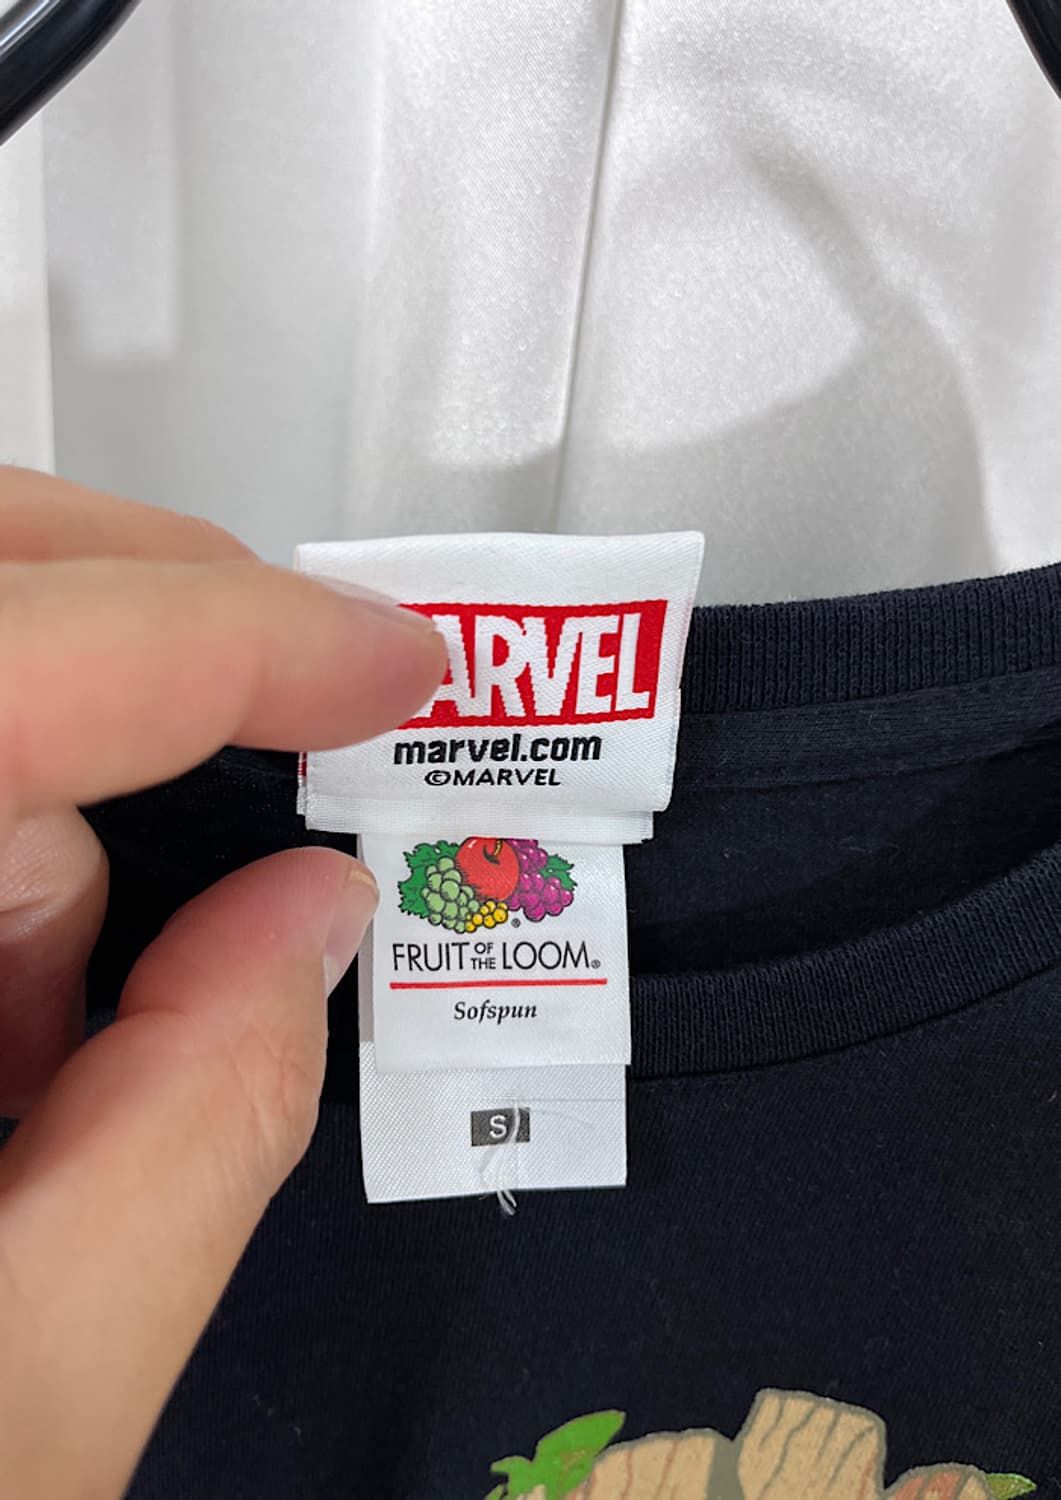 ARVEL
marvel.com
©MARVEL
FRUIT OF THE LOOM®
Sofspun
S